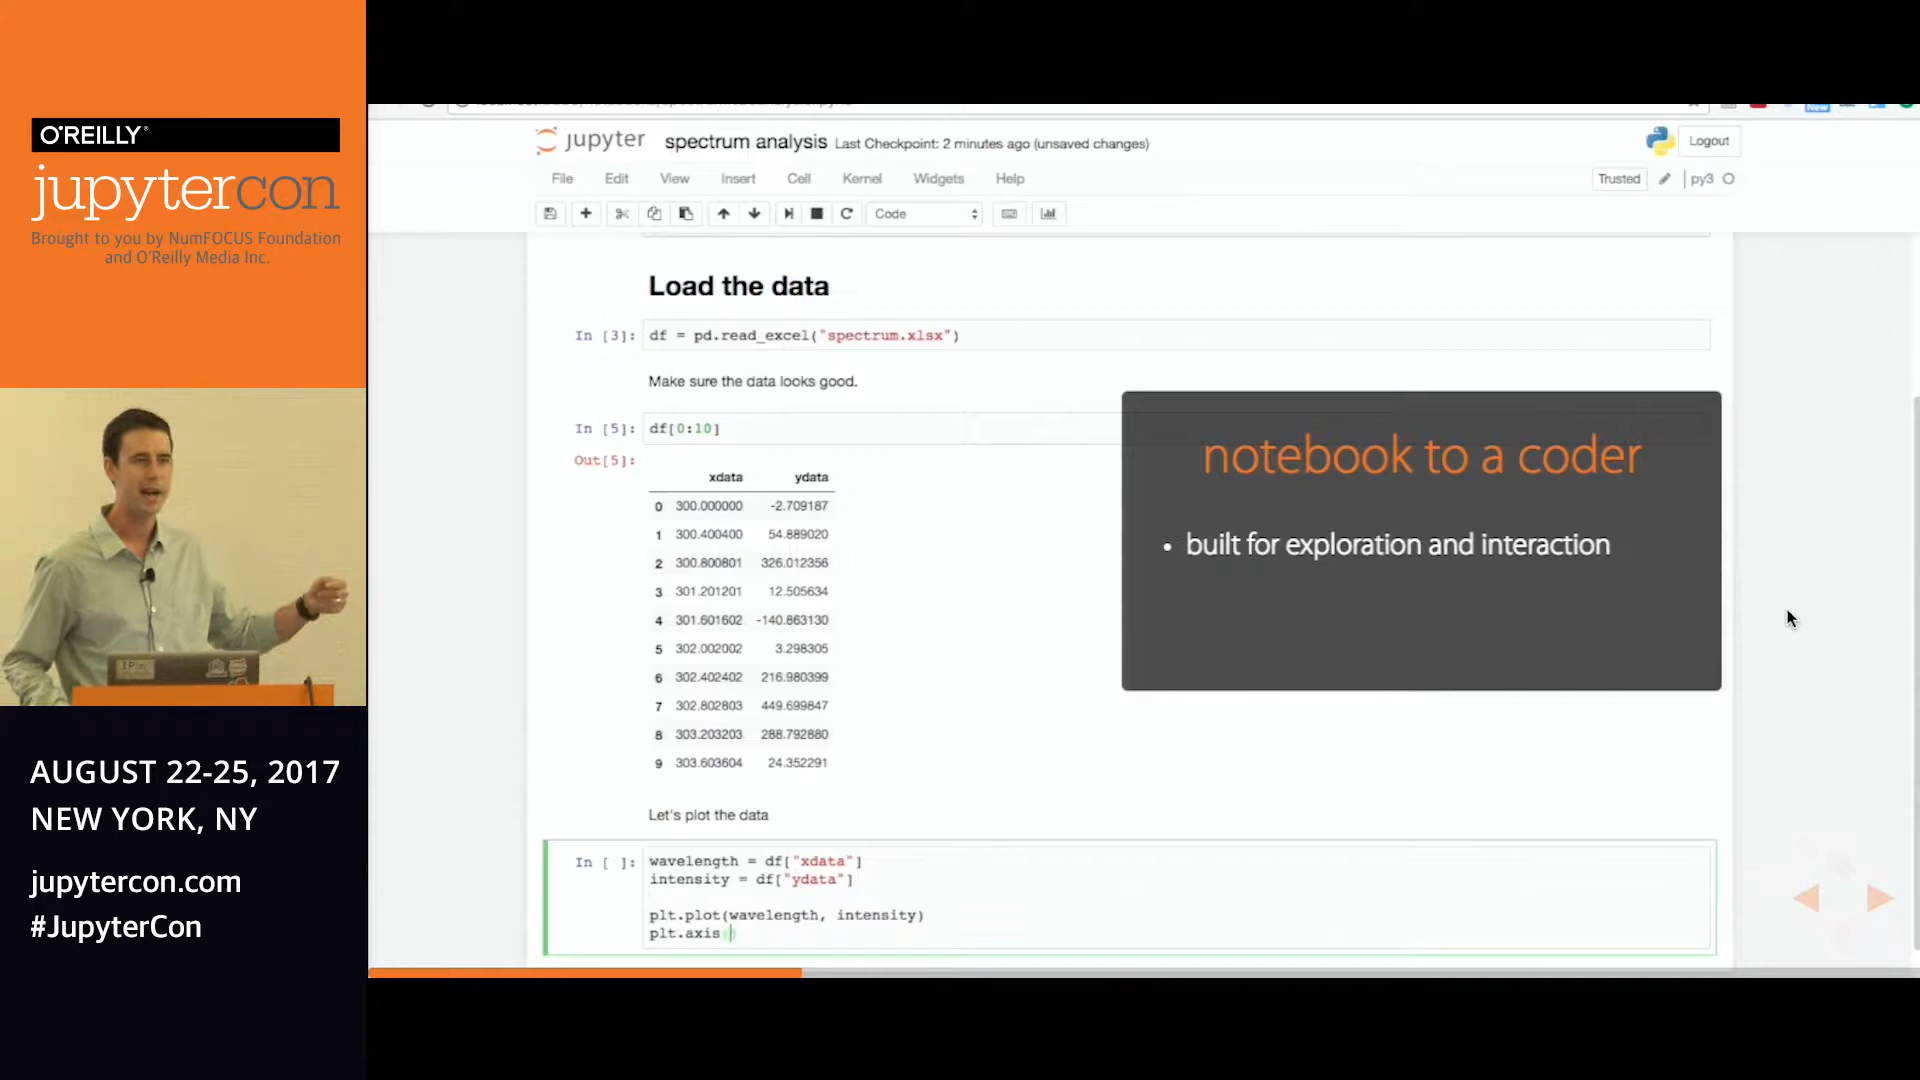 O'REILLY®
jupytercon
Brought to you by NumFOCUS Foundation
and O'Reilly Media Inc.
AUGUST 22-25, 2017
NEW YORK, NY
jupytercon.com
#JupyterCon
jupyter spectrum analysis Last Checkpoint: 2 minutes ago (unsaved changes)
Logout
File Edit View Insert Cell Kernel Widgets Help
Trusted py3
Code
Load the data
In [3]: df = pd.read_excel("spectrum.xlsx")
Make sure the data looks good.
In [5]: df[0:10]
Out[5]:
xdata ydata
0 300.000000 -2.709187
1 300.400400 54.889020
2 300.800801 326.012356
3 301.201201 12.505634
4 301.601602 -140.863130
5 302.002002 3.298305
6 302.402402 216.980399
7 302.802803 449.699847
8 303.203203 288.792880
9 303.603604 24.352291
Let's plot the data
In [ ]: wavelength = df["xdata"]
intensity = df["ydata"]
plt.plot(wavelength, intensity)
plt.axis()
notebook to a coder
• built for exploration and interaction